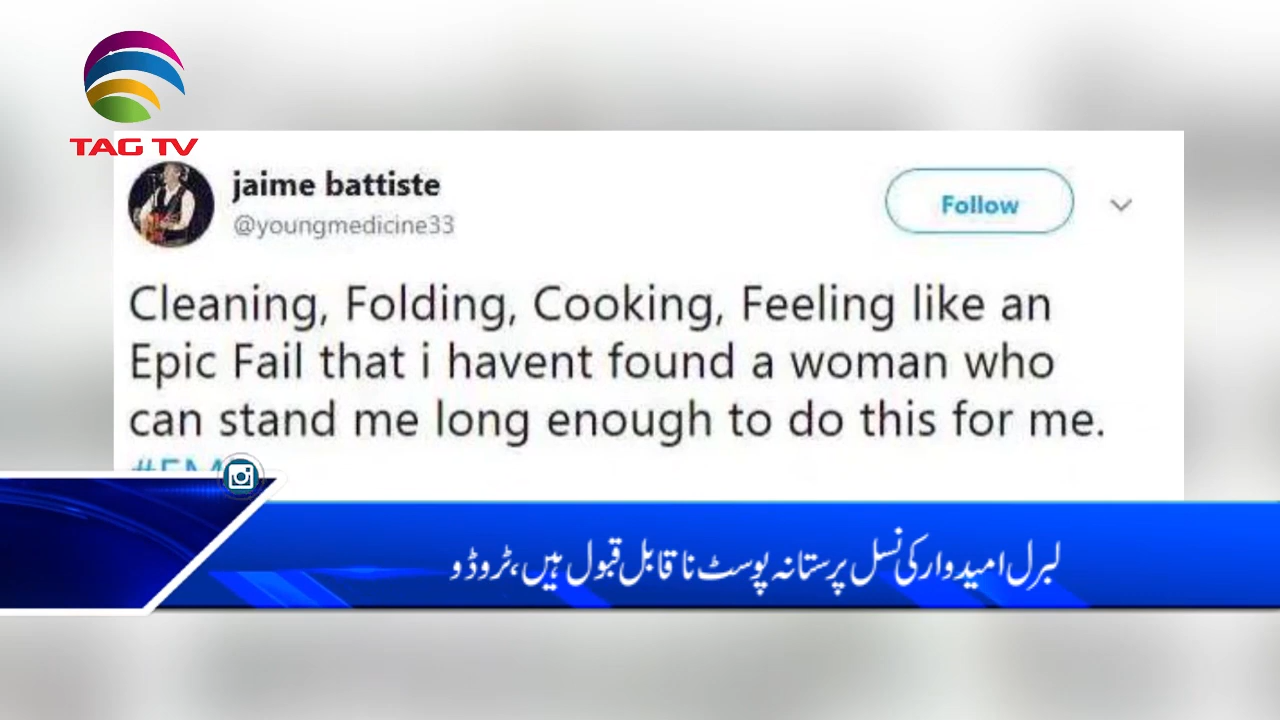 TAG TV
jaime battiste
@youngmedicine33
Follow
Cleaning, Folding, Cooking, Feeling like an
Epic Fail that i havent found a woman who
can stand me long enough to do this for me.
لبرل امیدوار کی نسل پرستانہ پوسٹ ناقابل قبول ہیں، ٹروڈو